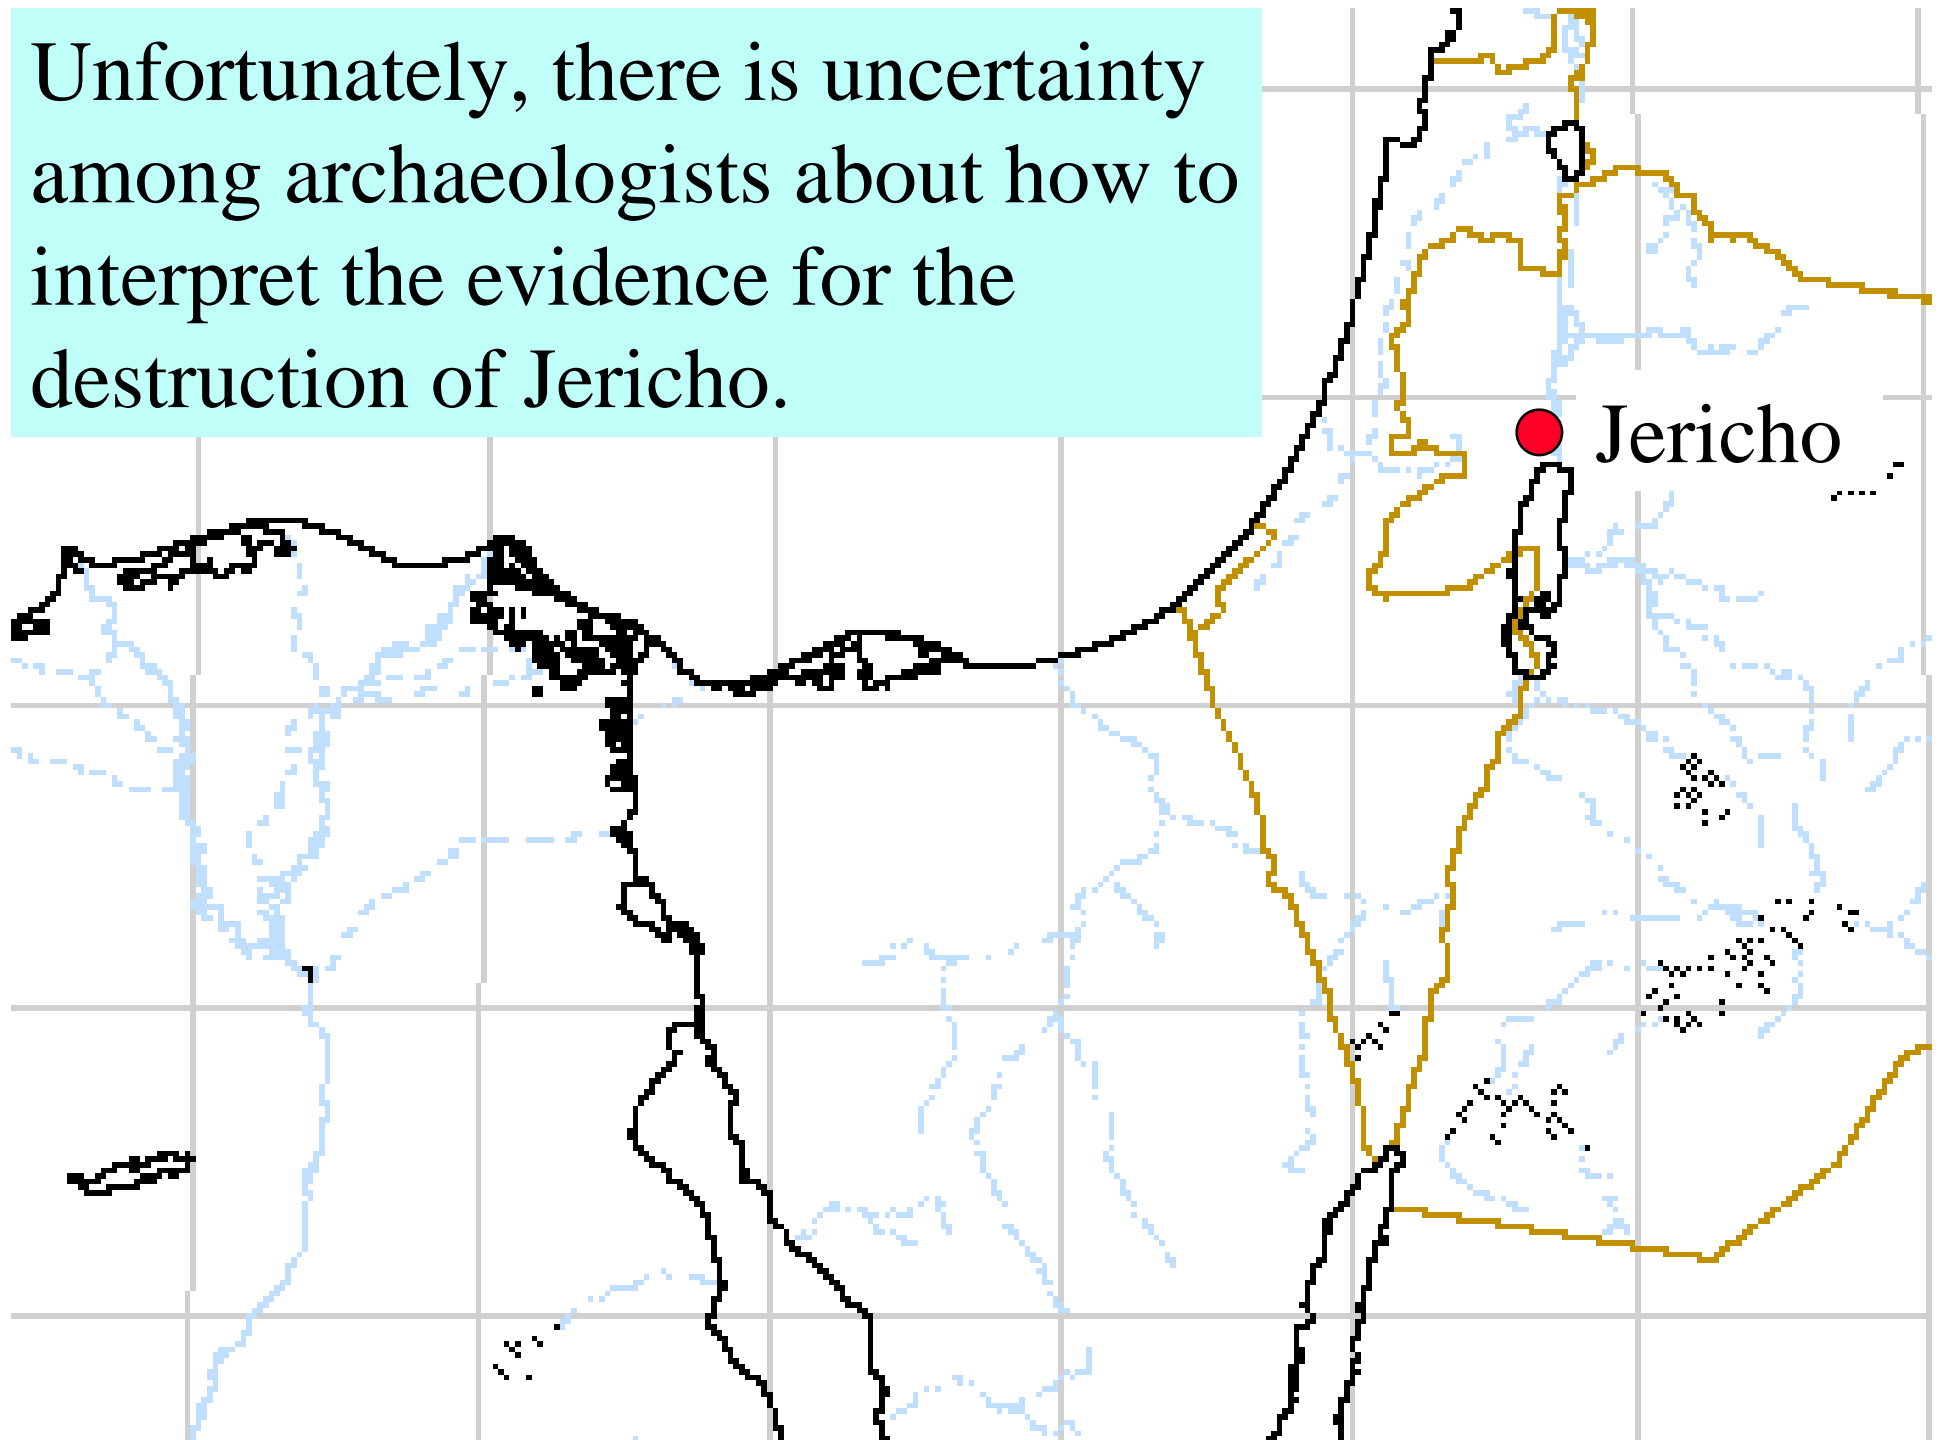 Unfortunately, there is uncertainty
among archaeologists about how to
interpret the evidence for the
destruction of Jericho.
Jericho